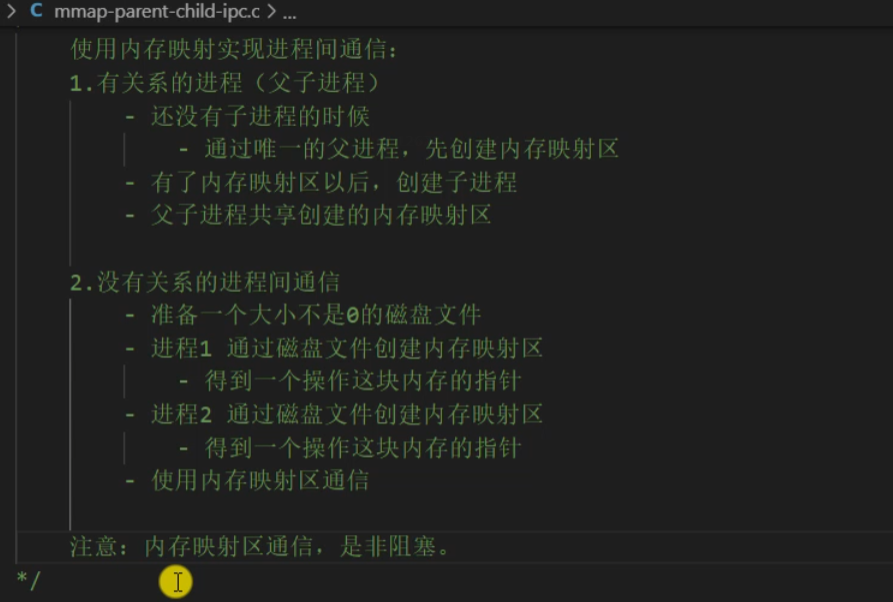 C mmap-parent-child-ipc.c > ...
使用内存映射实现进程间通信：
1.有关系的进程（父子进程）
- 还没有子进程的时候
- 通过唯一的父进程，先创建内存映射区
- 有了内存映射区以后，创建子进程
- 父子进程共享创建的内存映射区
2.没有关系的进程间通信
- 准备一个大小不是0的磁盘文件
- 进程1 通过磁盘文件创建内存映射区
- 得到一个操作这块内存的指针
- 进程2 通过磁盘文件创建内存映射区
- 得到一个操作这块内存的指针
- 使用内存映射区通信
注意：内存映射区通信，是非阻塞。
*/